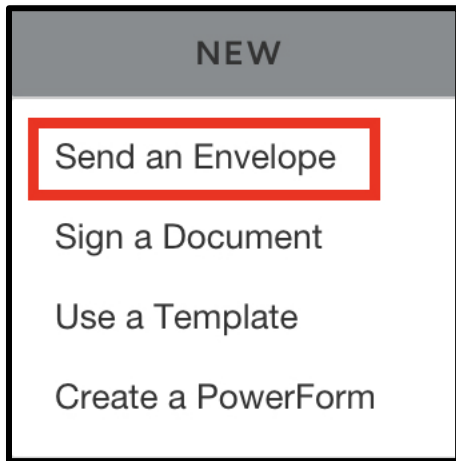 NEW
Send an Envelope
Sign a Document
Use a Template
Create a PowerForm